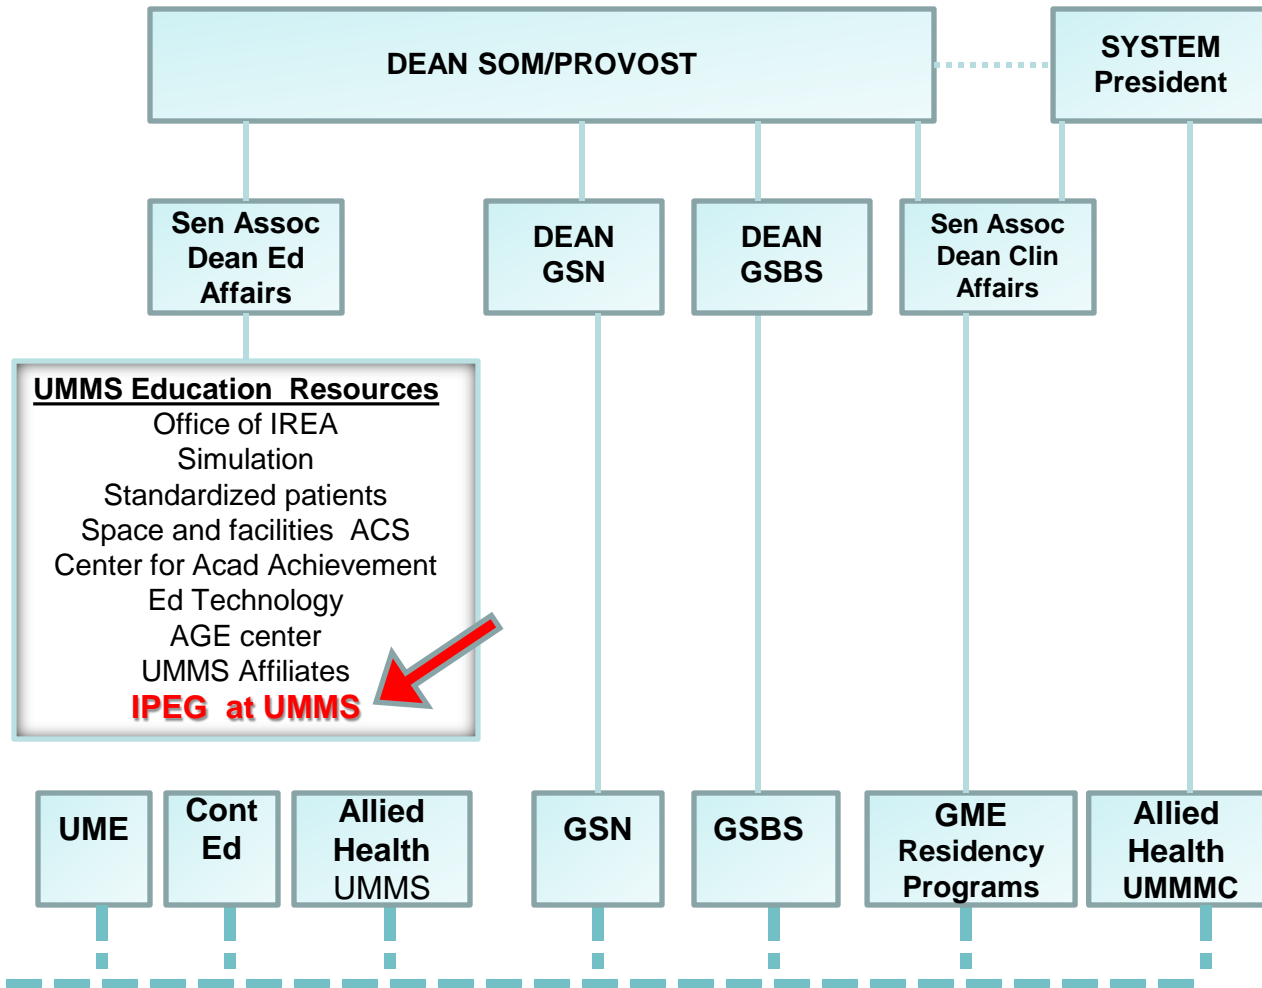 DEAN SOM/PROVOST
SYSTEM
President
Sen Assoc
Dean Ed
Affairs
DEAN
GSN
DEAN
GSBS
Sen Assoc
Dean Clin
Affairs
UMMS Education Resources
Office of IREA
Simulation
Standardized patients
Space and facilities ACS
Center for Acad Achievement
Ed Technology
AGE center
UMMS Affiliates
IPEG at UMMS
UME
Cont
Ed
Allied
Health
UMMS
GSN
GSBS
GME
Residency
Programs
Allied
Health
UMMMC